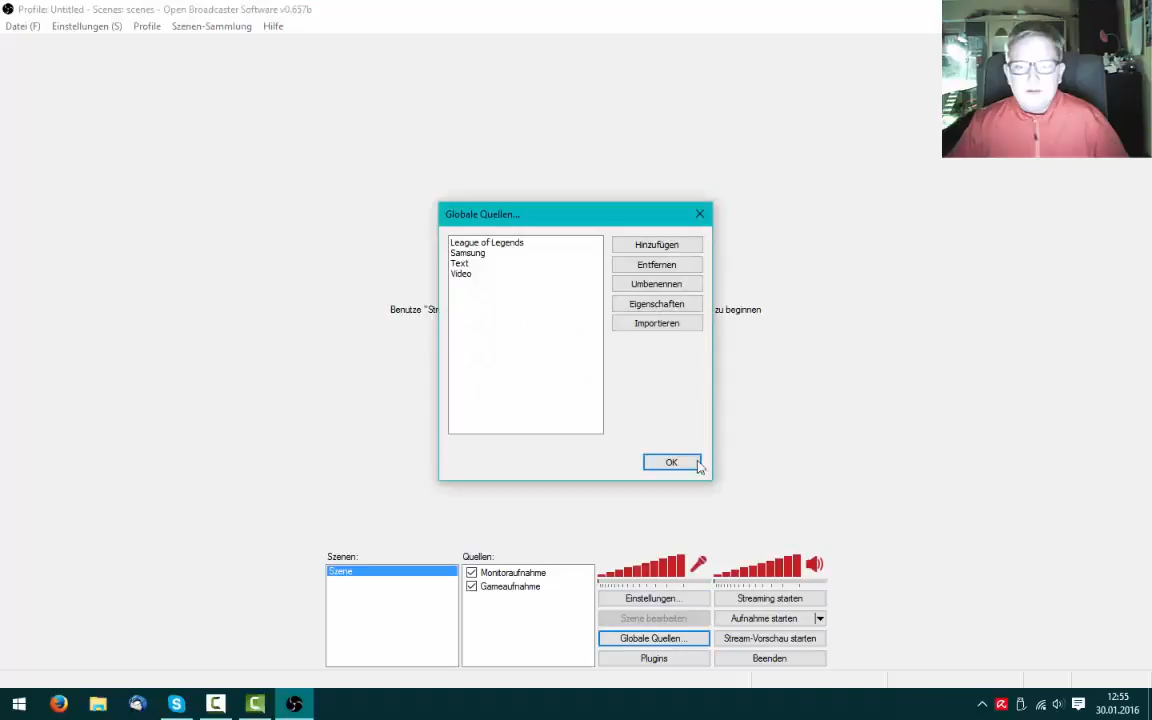 Profile: Untitled - Scenes: scenes - Open Broadcaster Software v0.657b
Datei (F) Einstellungen (S) Profile Szenen-Sammlung Hilfe
Globale Quellen...
League of Legends
Samsung
Text
Video
Hinzufügen
Entfernen
Umbenennen
Eigenschaften
Importieren
Benutze "Str
zu beginnen
OK
Szenen:
Szene
Quellen:
Monitoraufnahme
Gameaufnahme
Einstellungen...
Streaming starten
Szene bearbeiten
Aufnahme starten
Globale Quellen...
Stream-Vorschau starten
Plugins
Beenden
12:55
30.01.2016